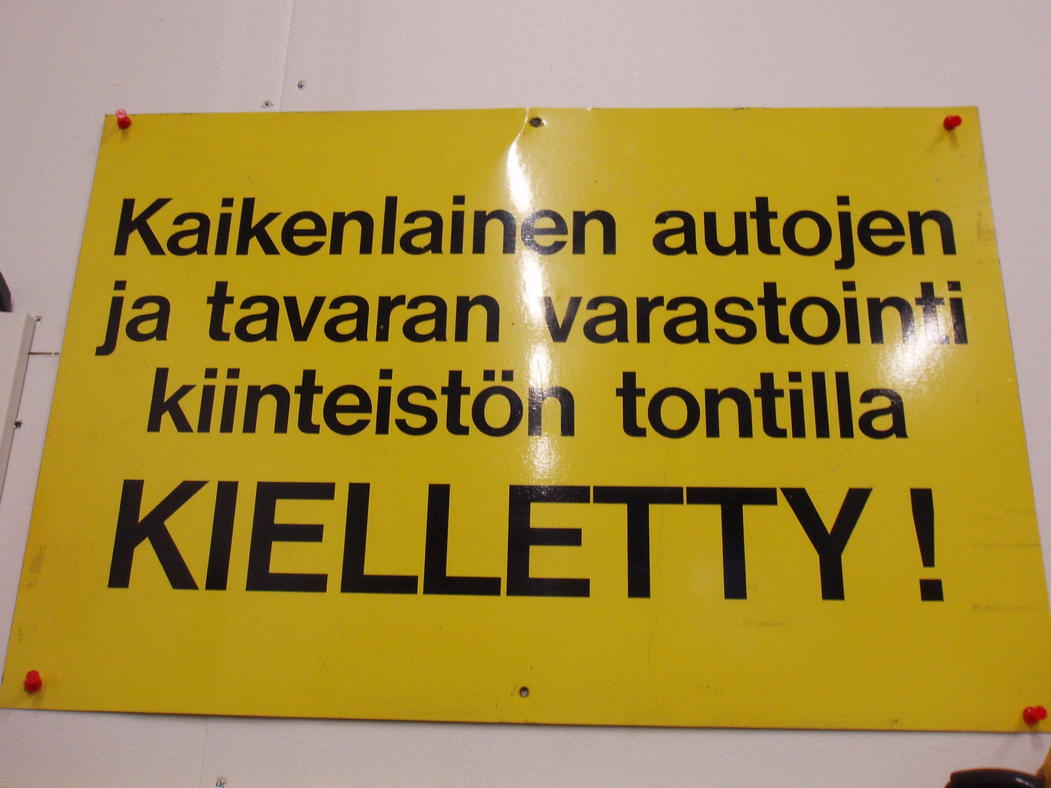 Kaikenlainen autojen
ja tavaran varastointi
kiinteistön tontilla
KIELLETTY !